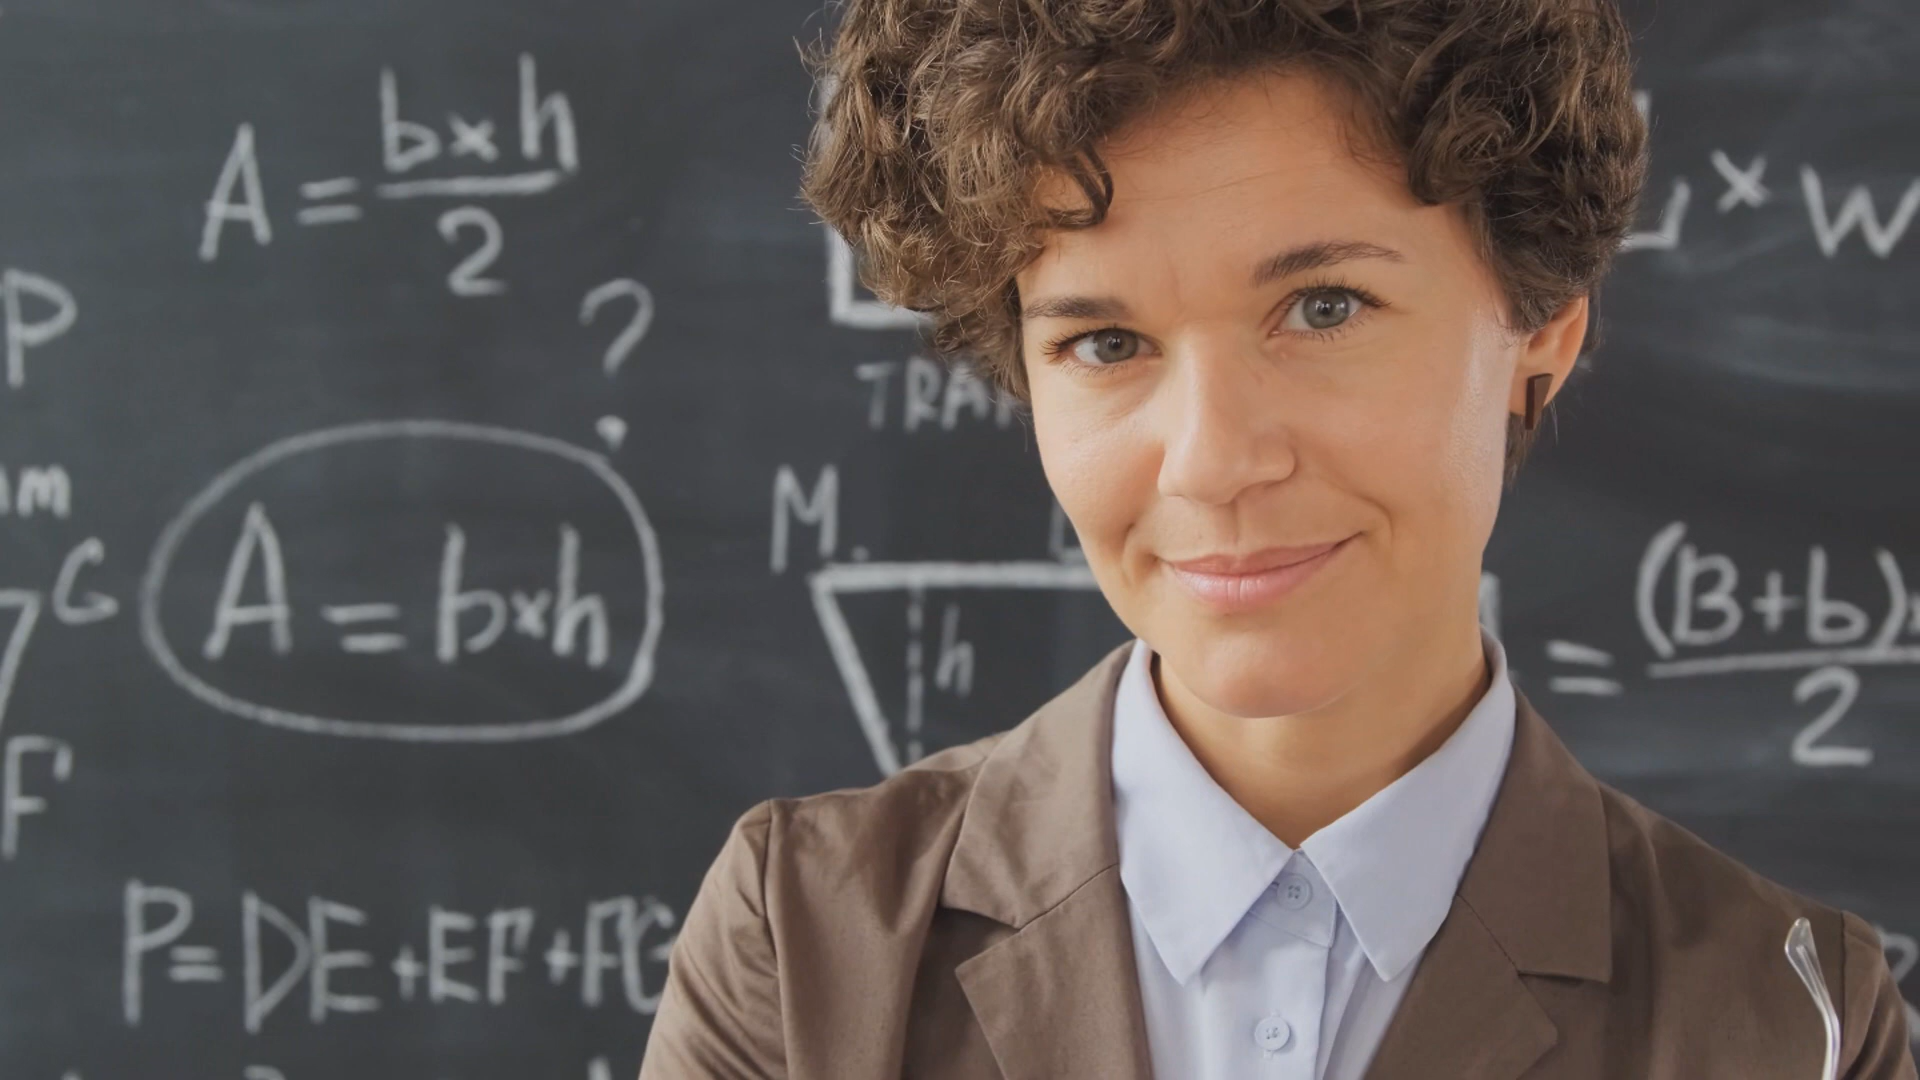 A = b×h
2
?
P
L × W
TRA
m
G
M
h
A = b×h
= (B+b)
2
F
P= DE+EF+FG